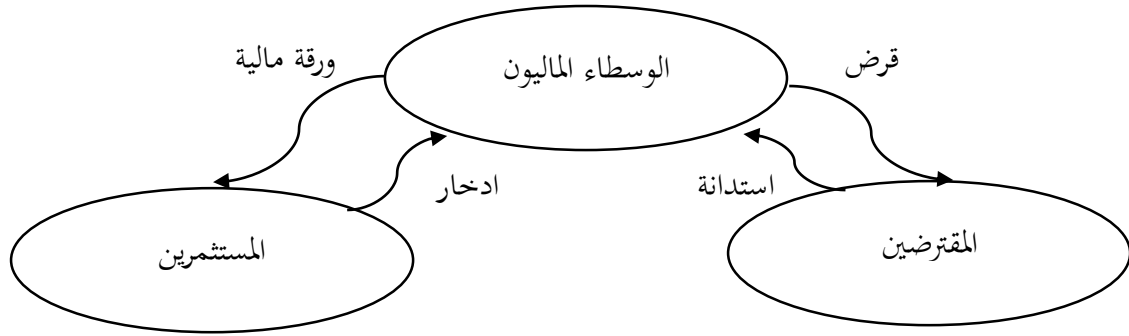 الوسطاء الماليون
قرض
ورقة مالية
استدانة
ادخار
المقترضين
المستثمرين